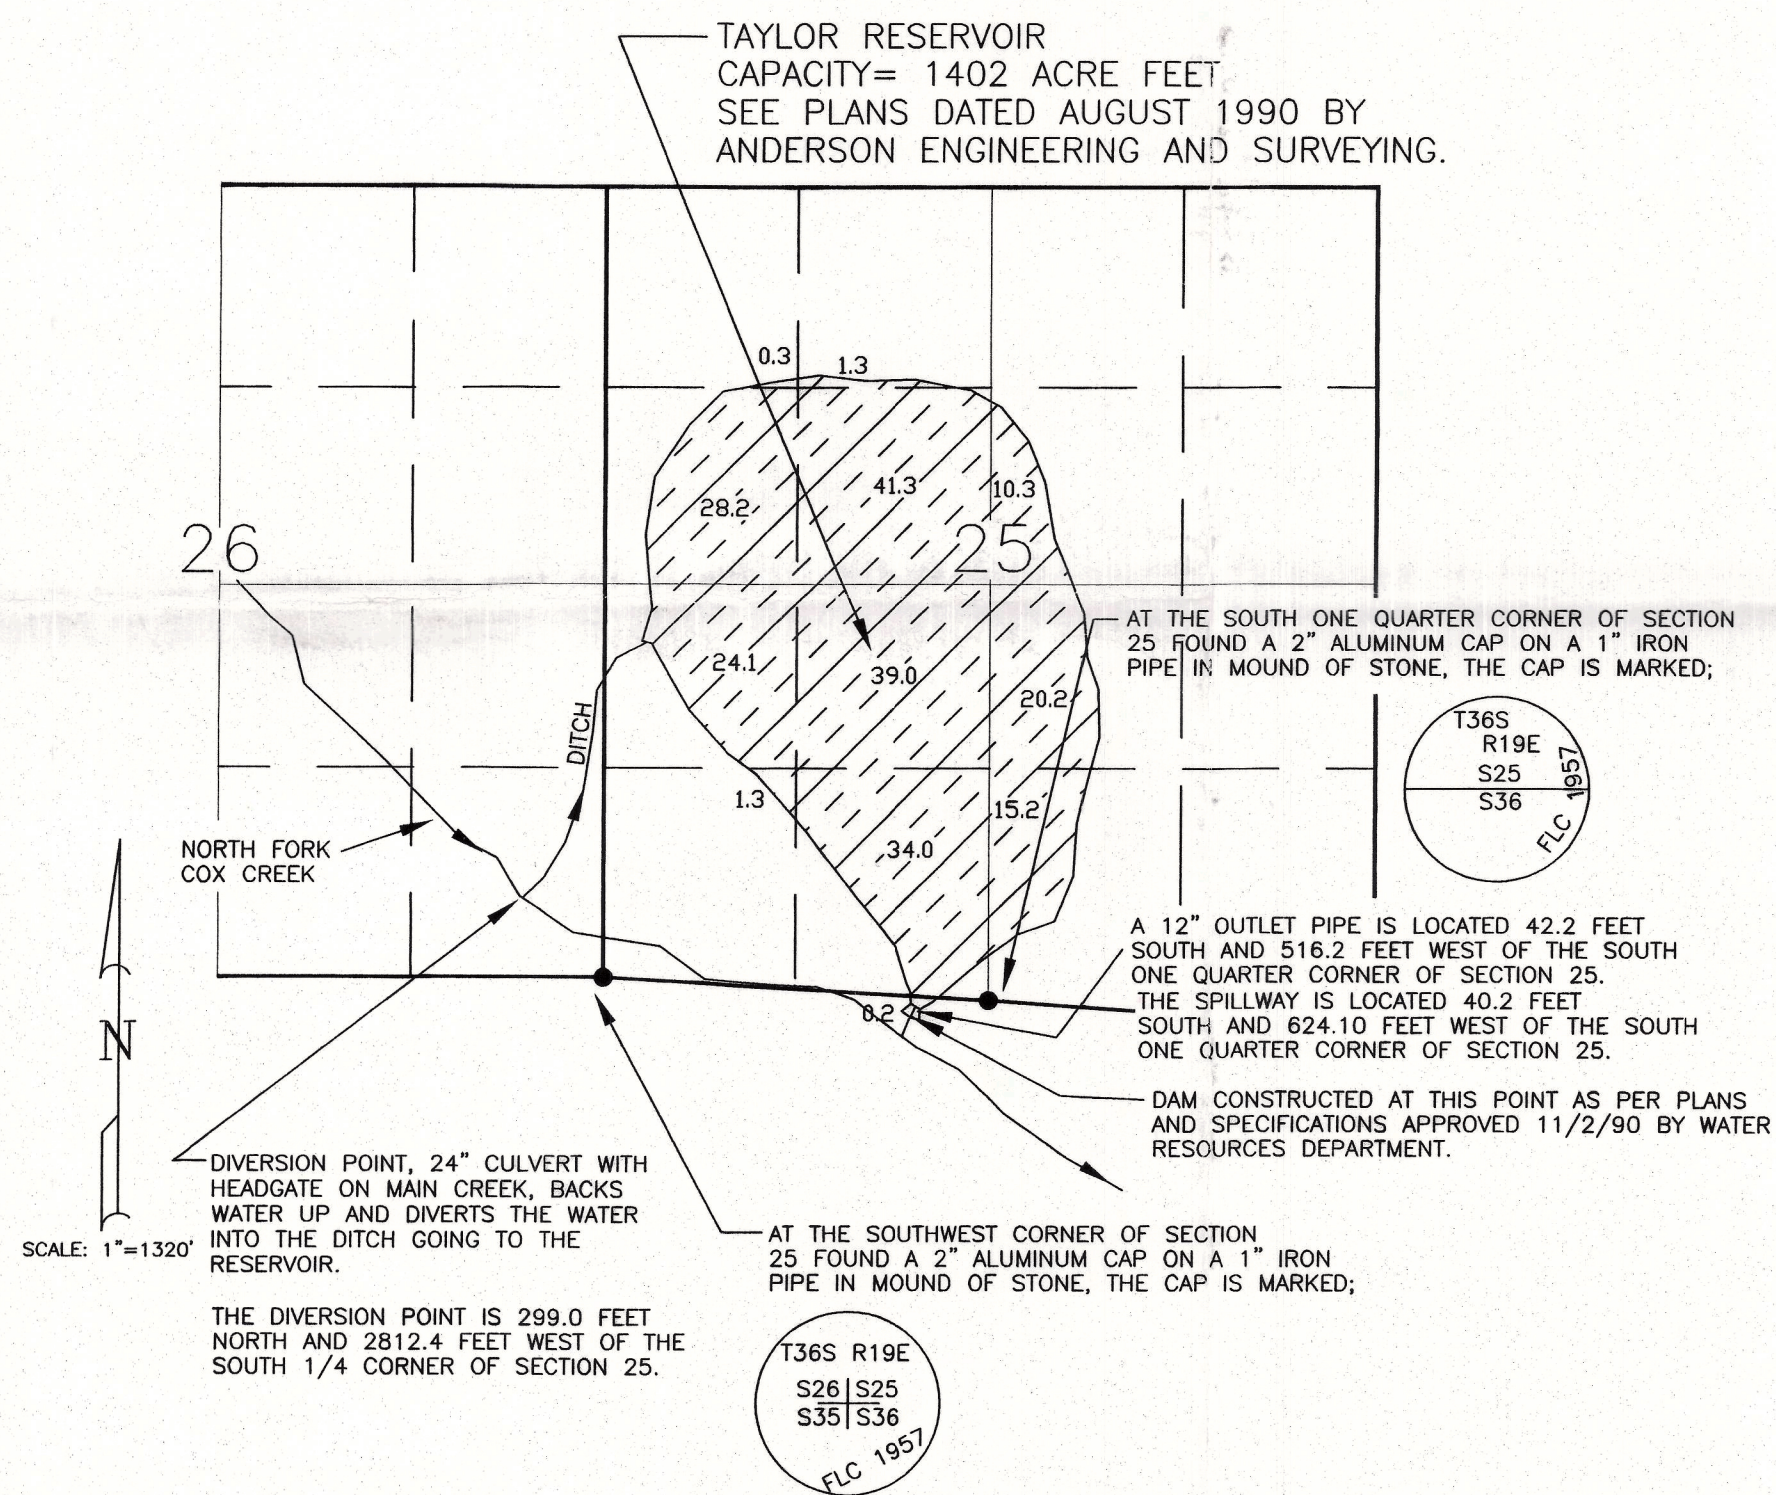 TAYLOR RESERVOIR
CAPACITY= 1402 ACRE FEET
SEE PLANS DATED AUGUST 1990 BY
ANDERSON ENGINEERING AND SURVEYING.
0.3
1.3
28.2
41.3
10.3
26
25
24.1
39.0
20.2
AT THE SOUTH ONE QUARTER CORNER OF SECTION
25 FOUND A 2" ALUMINUM CAP ON A 1" IRON
PIPE IN MOUND OF STONE, THE CAP IS MARKED;
T36S
R19E
S25
S36
FLC 1957
DITCH
1.3
15.2
34.0
NORTH FORK
COX CREEK
A 12" OUTLET PIPE IS LOCATED 42.2 FEET
SOUTH AND 516.2 FEET WEST OF THE SOUTH
ONE QUARTER CORNER OF SECTION 25.
THE SPILLWAY IS LOCATED 40.2 FEET
SOUTH AND 624.10 FEET WEST OF THE SOUTH
ONE QUARTER CORNER OF SECTION 25.
0.2
N
DAM CONSTRUCTED AT THIS POINT AS PER PLANS
AND SPECIFICATIONS APPROVED 11/2/90 BY WATER
RESOURCES DEPARTMENT.
SCALE: 1"=1320'
DIVERSION POINT, 24" CULVERT WITH
HEADGATE ON MAIN CREEK, BACKS
WATER UP AND DIVERTS THE WATER
INTO THE DITCH GOING TO THE
RESERVOIR.
THE DIVERSION POINT IS 299.0 FEET
NORTH AND 2812.4 FEET WEST OF THE
SOUTH 1/4 CORNER OF SECTION 25.
AT THE SOUTHWEST CORNER OF SECTION
25 FOUND A 2" ALUMINUM CAP ON A 1" IRON
PIPE IN MOUND OF STONE, THE CAP IS MARKED;
T36S R19E
S26 S25
S35 S36
FLC 1957